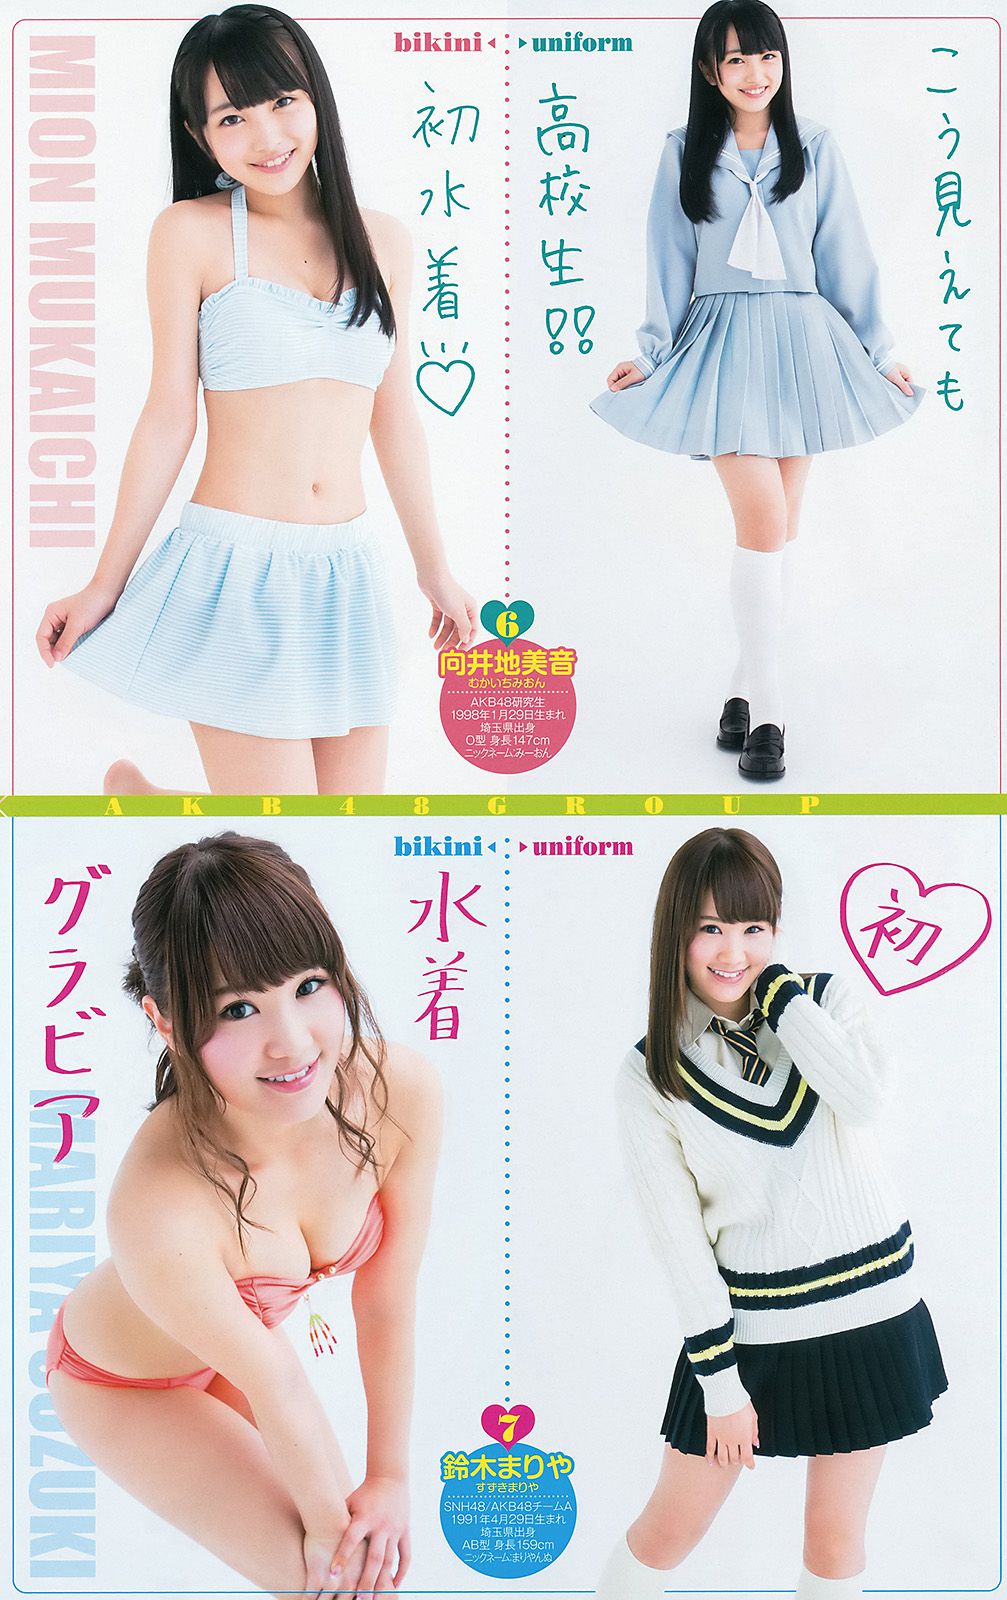 MION MUKAICHI
bikini
uniform
初水着♡
高校生!!
こう見えても
6
向井地美音
むかいちみおん
AKB48研究生
1998年1月29日生まれ
埼玉県出身
O型 身長147cm
ニックネーム:みーおん
AKB48GROUP
bikini
uniform
初
水着
グラビア
MARIYA SUZUKI
7
鈴木まりや
すずきまりや
SNH48/AKB48チームA
1991年4月29日生まれ
埼玉県出身
AB型 身長159cm
ニックネーム:まりやんぬ